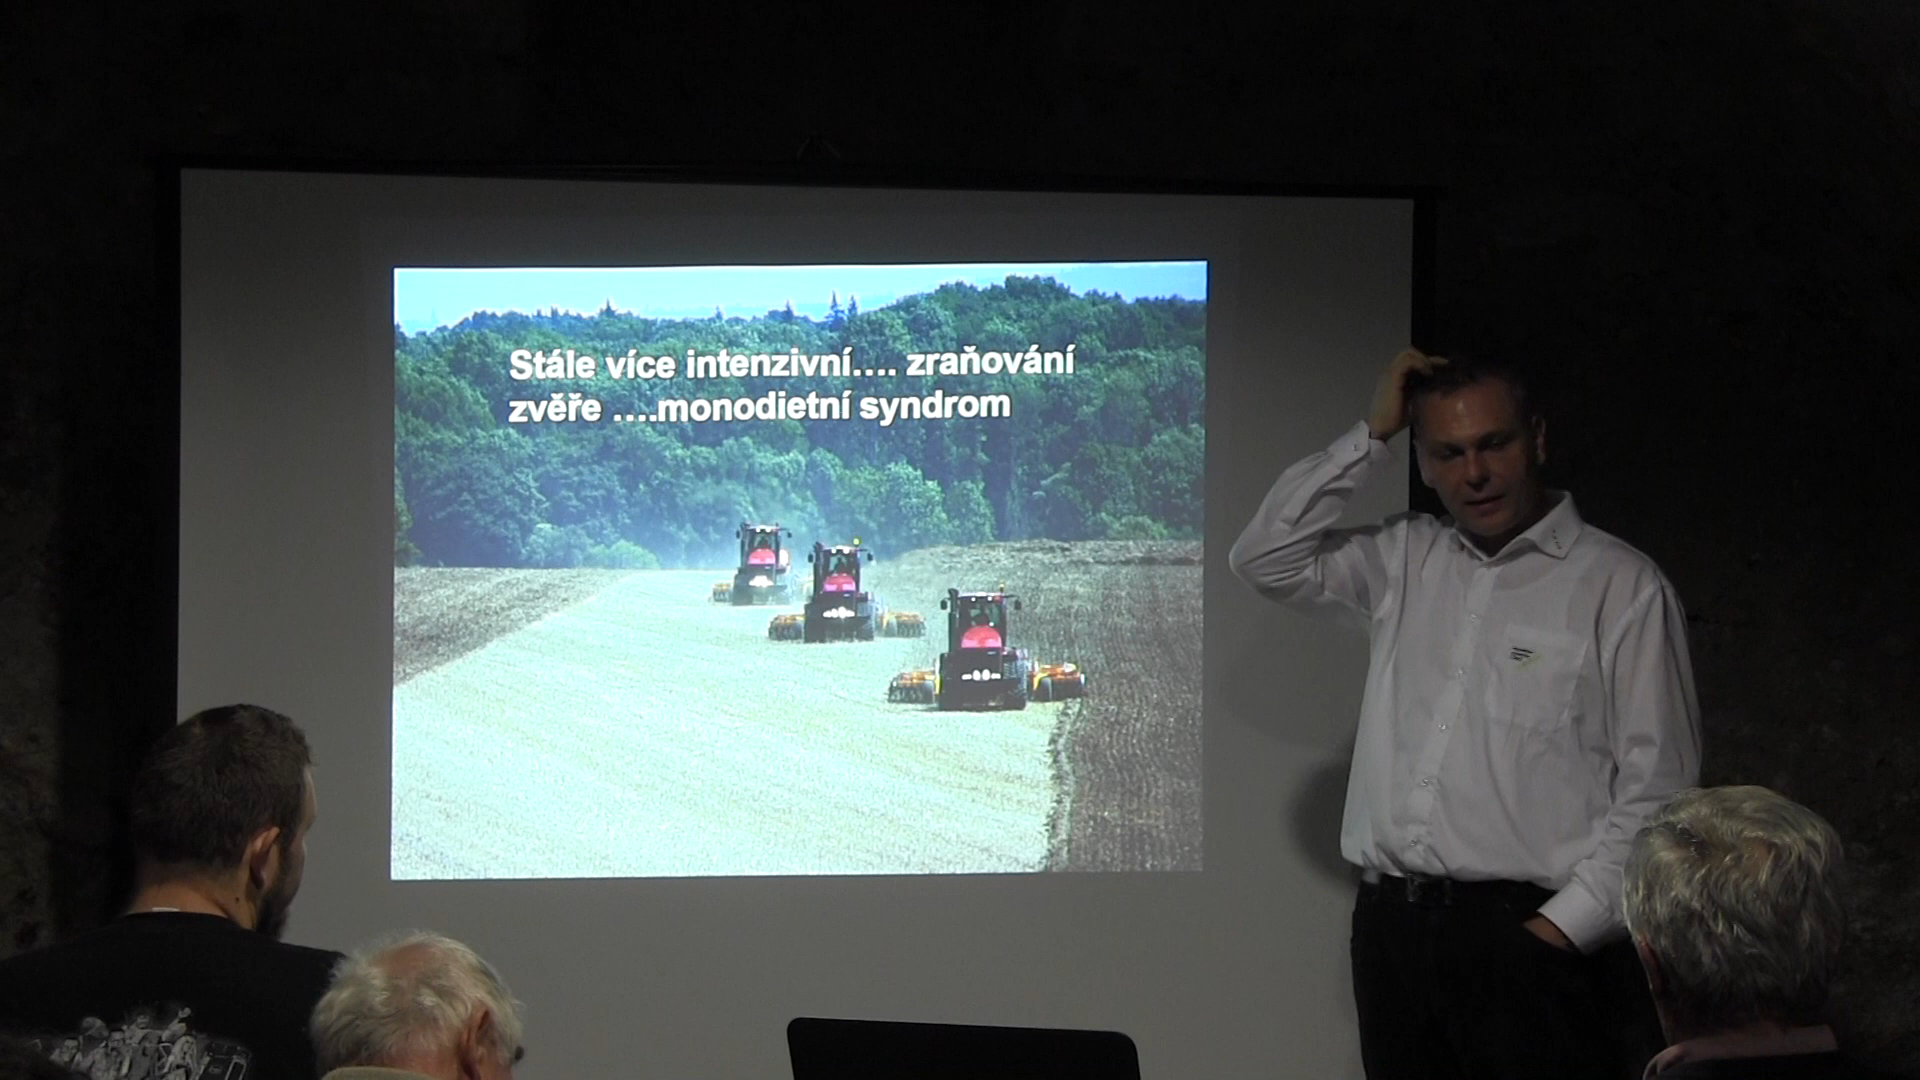 Stále více intenzivní.... zraňování
zvěře ....monodietní syndrom